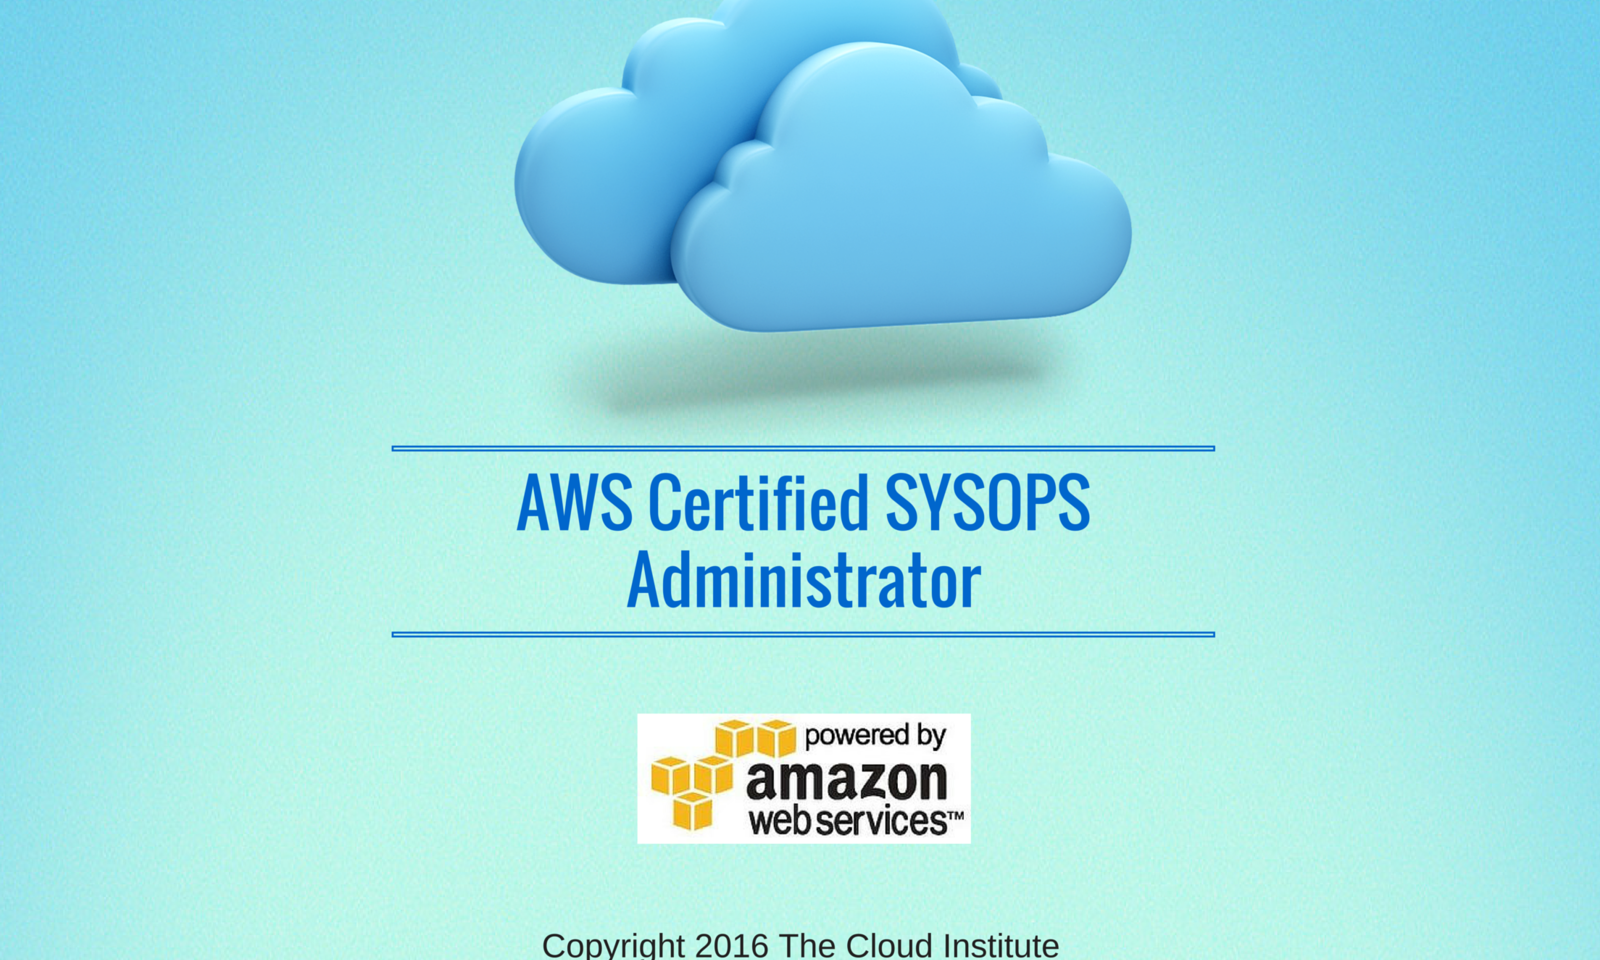 AWS Certified SYSOPS
Administrator
powered by
amazon
web services™
Copyright 2016 The Cloud Institute